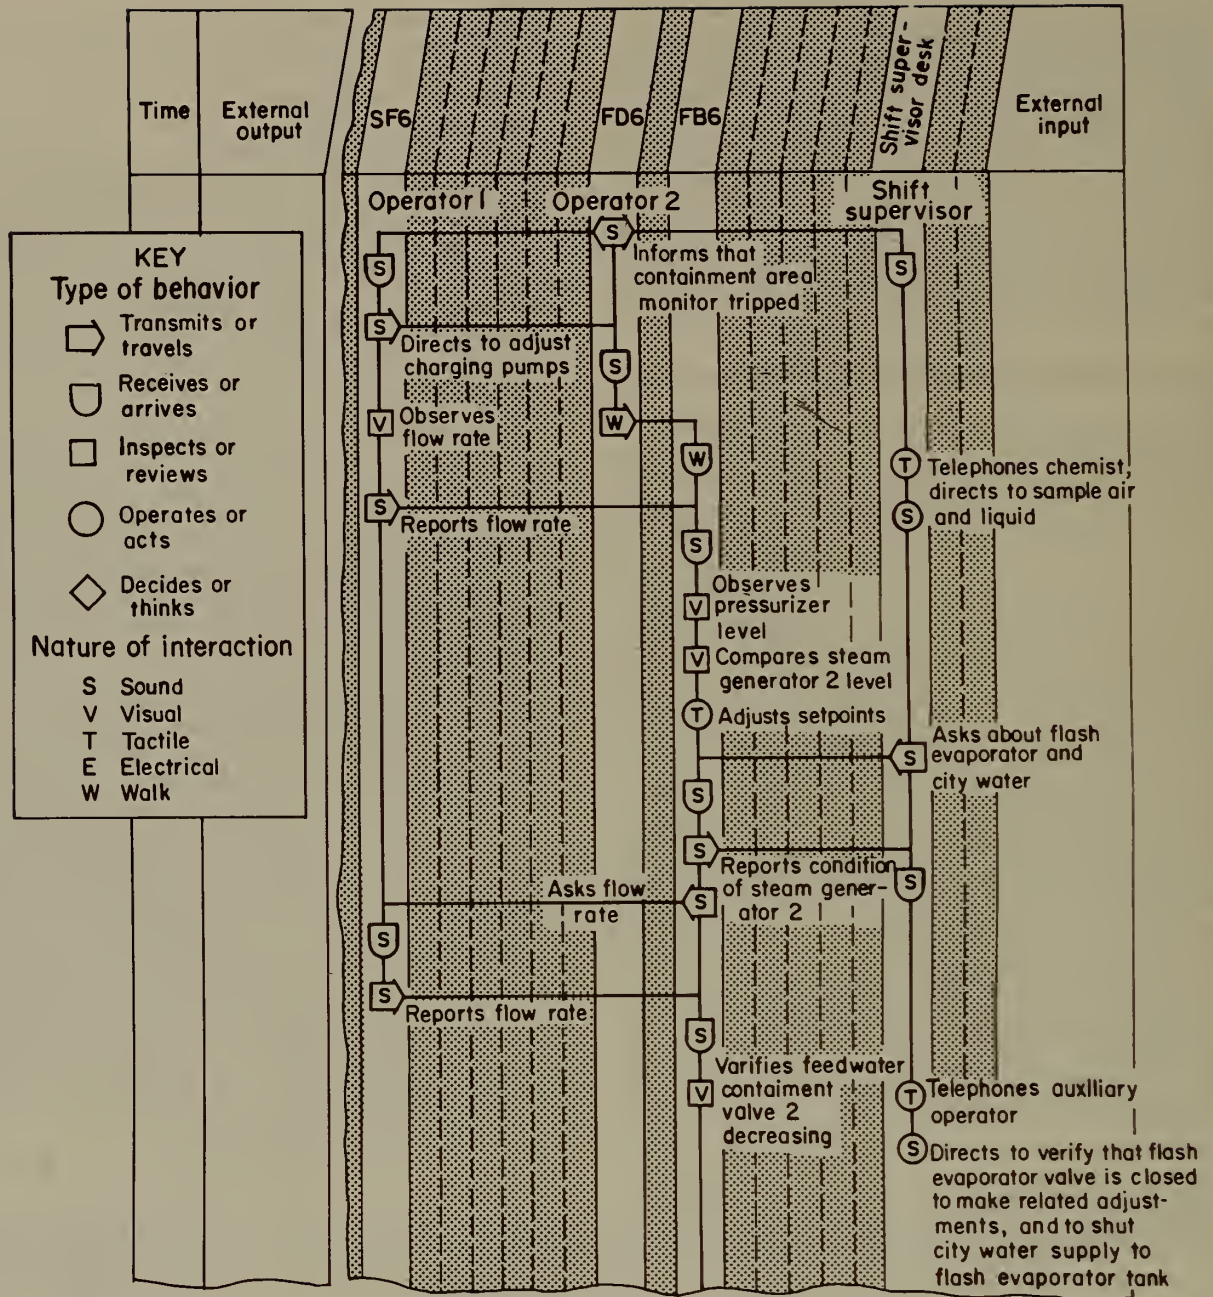 Time
External
output
SF6
FD6
FB6
Shift super-
visor desk
External
input
Operator 1
Operator 2
Shift
supervisor
KEY
Type of behavior
Transmits or
travels
Receives or
arrives
Inspects or
reviews
Operates or
acts
Decides or
thinks
Nature of interaction
S Sound
V Visual
T Tactile
E Electrical
W Walk
S
Informs that
containment area
monitor tripped
S
S
S
Directs to adjust
charging pumps
S
V
Observes
flow rate
W
W
T
Telephones chemist,
directs to sample air
and liquid
S
S
Reports flow rate
S
V
Observes
pressurizer
level
V
Compares steam
generator 2 level
T
Adjusts setpoints
S
Asks about flash
evaporator and
city water
S
S
Reports condition
of steam gener-
ator 2
S
S
Asks flow
rate
S
S
Reports flow rate
S
V
Varifies feedwater
contaiment
valve 2
decreasing
T
Telephones auxiliary
operator
S
Directs to verify that flash
evaporator valve is closed
to make related adjust-
ments, and to shut
city water supply to
flash evaporator tank